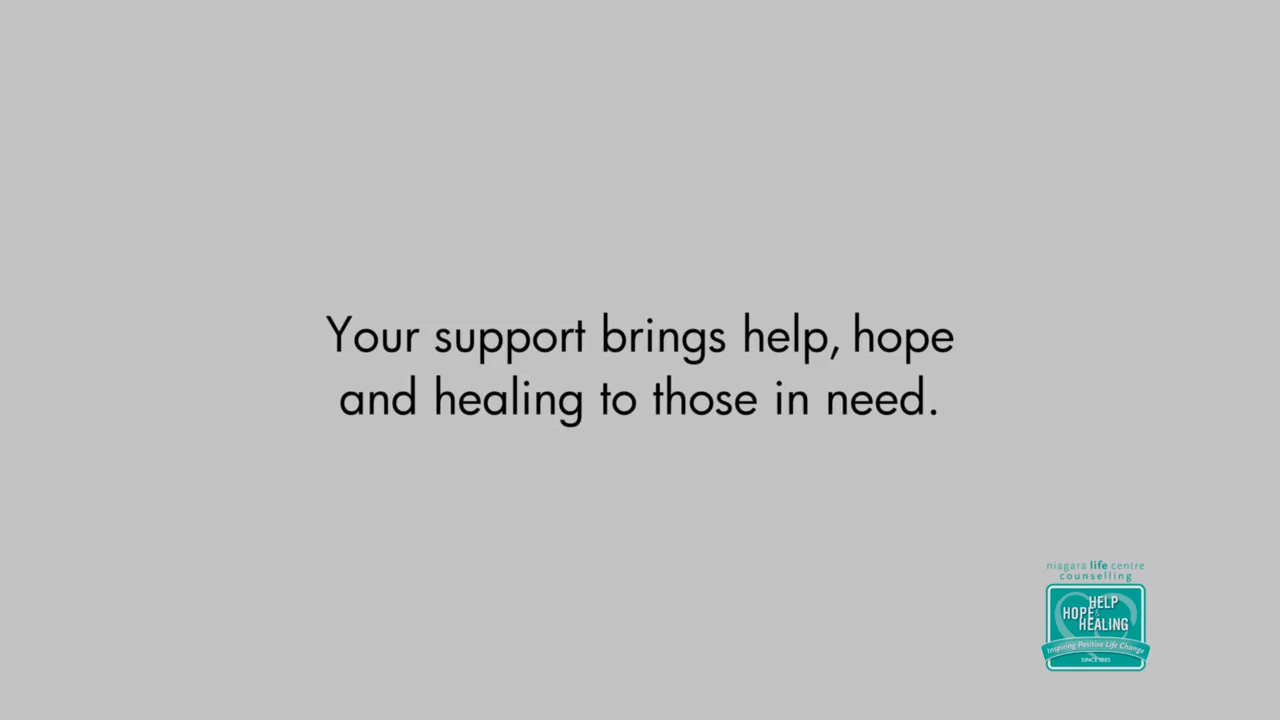 Your support brings help, hope
and healing to those in need.
niagara life centre
counselling
HELP
HOPE &
HEALING
Inspiring Positive Life Change